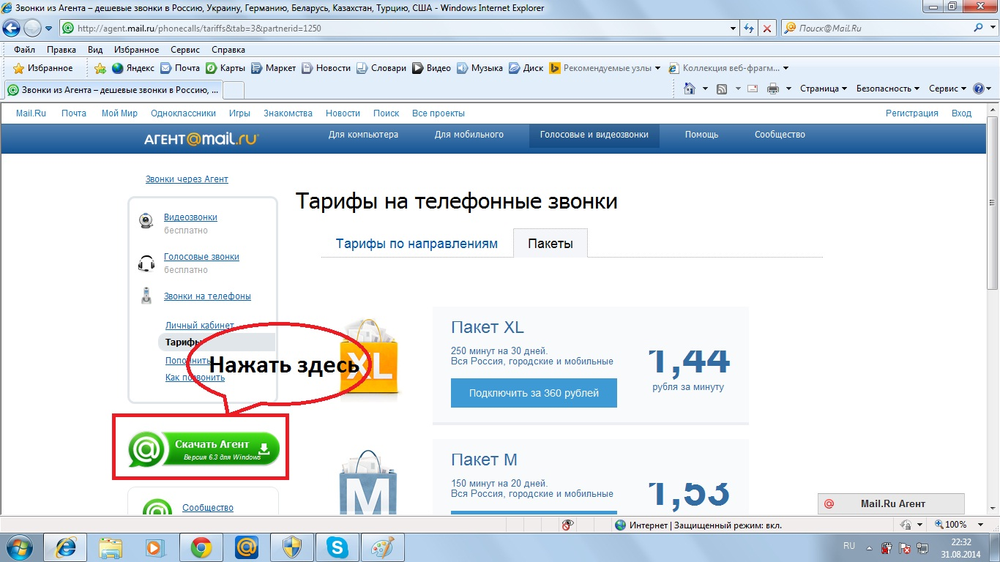 Звонки из Агента – дешевые звонки в Россию, Украину, Германию, Беларусь, Казахстан, Турцию, США - Windows Internet Explorer
http://agent.mail.ru/phonecalls/tariffs&tab=3&partnerid=1250
Поиск@Mail.Ru
Файл Правка Вид Избранное Сервис Справка
Избранное Яндекс Почта Карты Маркет Новости Словари Видео Музыка Диск Рекомендуемые узлы Коллекция веб-фрагм...
Звонки из Агента – дешевые звонки в Россию, ...
Страница Безопасность Сервис
Mail.Ru Почта Мой Мир Одноклассники Игры Знакомства Новости Поиск Все проекты Регистрация Вход
АГЕНТ@mail.ru Для компьютера Для мобильного Голосовые и видеозвонки Помощь Сообщество
Звонки через Агент
Видеозвонки
бесплатно
Голосовые звонки
бесплатно
Звонки на телефоны
Личный кабинет
Тарифы
Пополнить
Как позвонить
Нажать здесь
@ Скачать Агент
Версия 6.3 для Windows
@ Сообщество
Тарифы на телефонные звонки
Тарифы по направлениям Пакеты
XL
Пакет XL
250 минут на 30 дней.
Вся Россия, городские и мобильные
Подключить за 360 рублей
1,44
рубля за минуту
M
Пакет M
150 минут на 20 дней.
Вся Россия, городские и мобильные
1,53
@ Mail.Ru Агент
Интернет | Защищенный режим: вкл.
100%
RU
22:32
31.08.2014